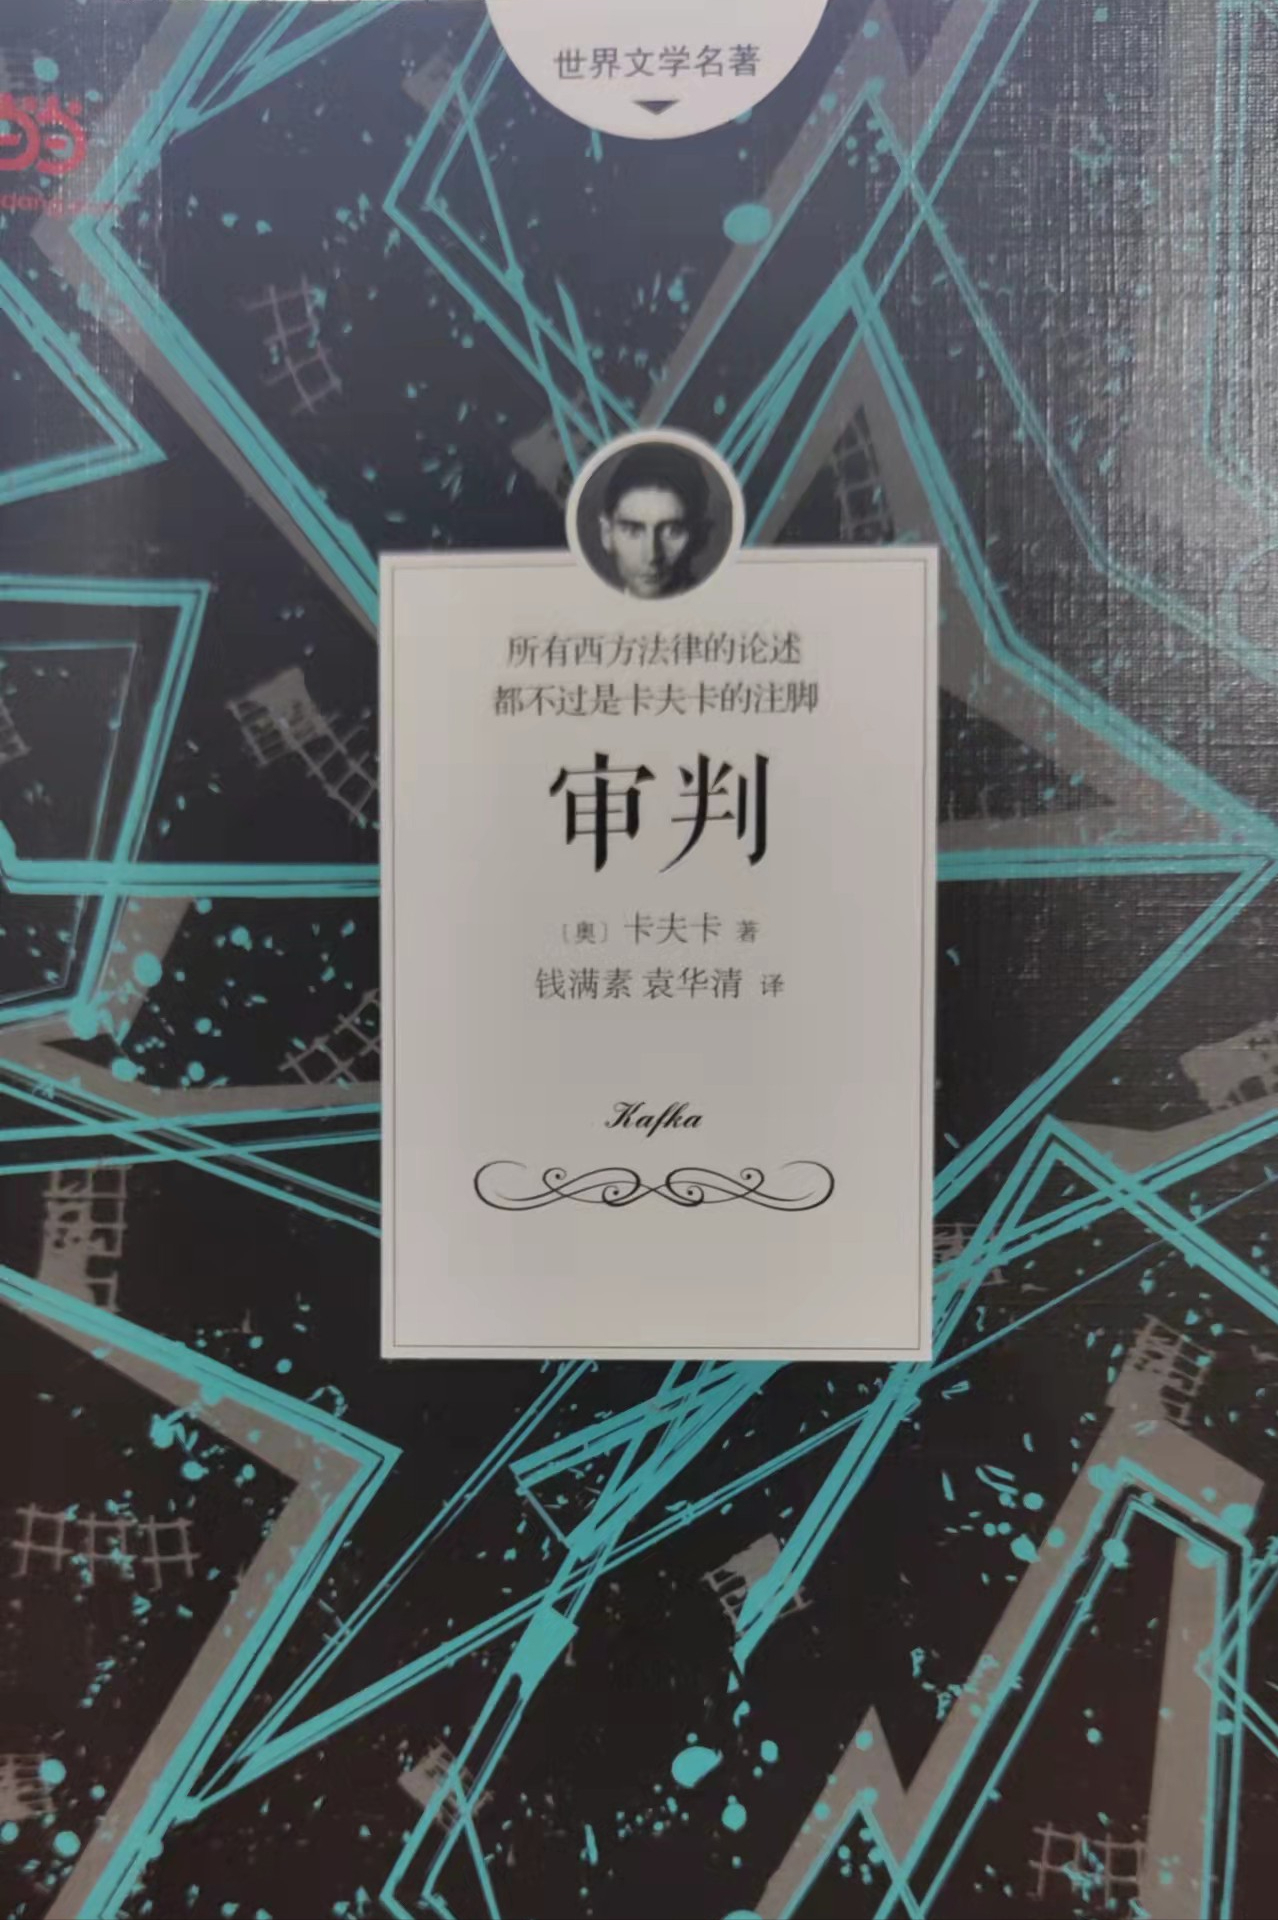 世界文学名著
所有西方法律的论述
都不过是卡夫卡的注脚
审判
〔奥〕卡夫卡 著
钱满素 袁华清 译
Kafka